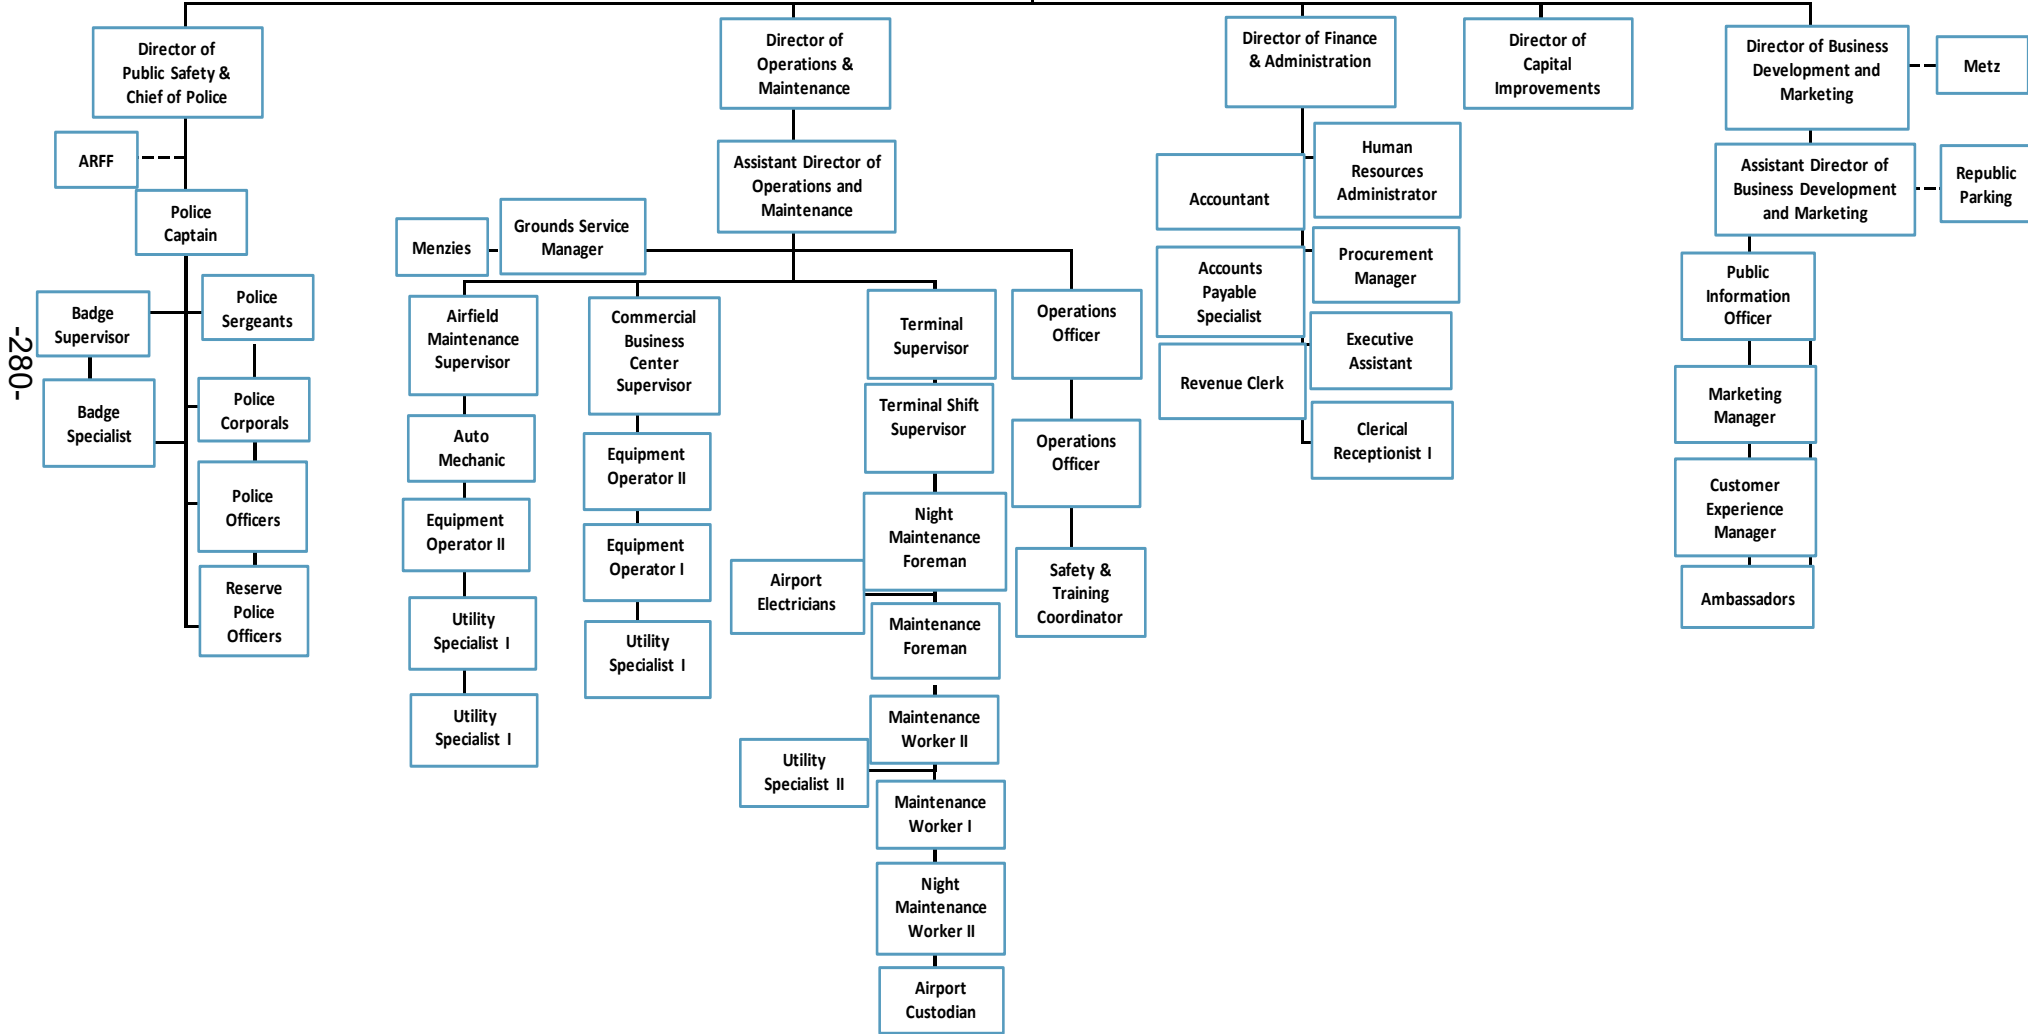 Director of
Public Safety &
Chief of Police
ARFF
Police
Captain
Badge
Supervisor
Police
Sergeants
Badge
Specialist
Police
Corporals
Police
Officers
Reserve
Police
Officers
-280-
Director of
Operations &
Maintenance
Assistant Director of
Operations and
Maintenance
Menzies
Grounds Service
Manager
Airfield
Maintenance
Supervisor
Auto
Mechanic
Equipment
Operator II
Utility
Specialist I
Utility
Specialist I
Commercial
Business
Center
Supervisor
Equipment
Operator II
Equipment
Operator I
Utility
Specialist I
Terminal
Supervisor
Terminal Shift
Supervisor
Night
Maintenance
Foreman
Airport
Electricians
Maintenance
Foreman
Maintenance
Worker II
Utility
Specialist II
Maintenance
Worker I
Night
Maintenance
Worker II
Airport
Custodian
Operations
Officer
Operations
Officer
Safety &
Training
Coordinator
Director of Finance
& Administration
Accountant
Human
Resources
Administrator
Accounts
Payable
Specialist
Procurement
Manager
Revenue Clerk
Executive
Assistant
Clerical
Receptionist I
Director of
Capital
Improvements
Director of Business
Development and
Marketing
Metz
Assistant Director of
Business Development
and Marketing
Republic
Parking
Public
Information
Officer
Marketing
Manager
Customer
Experience
Manager
Ambassadors